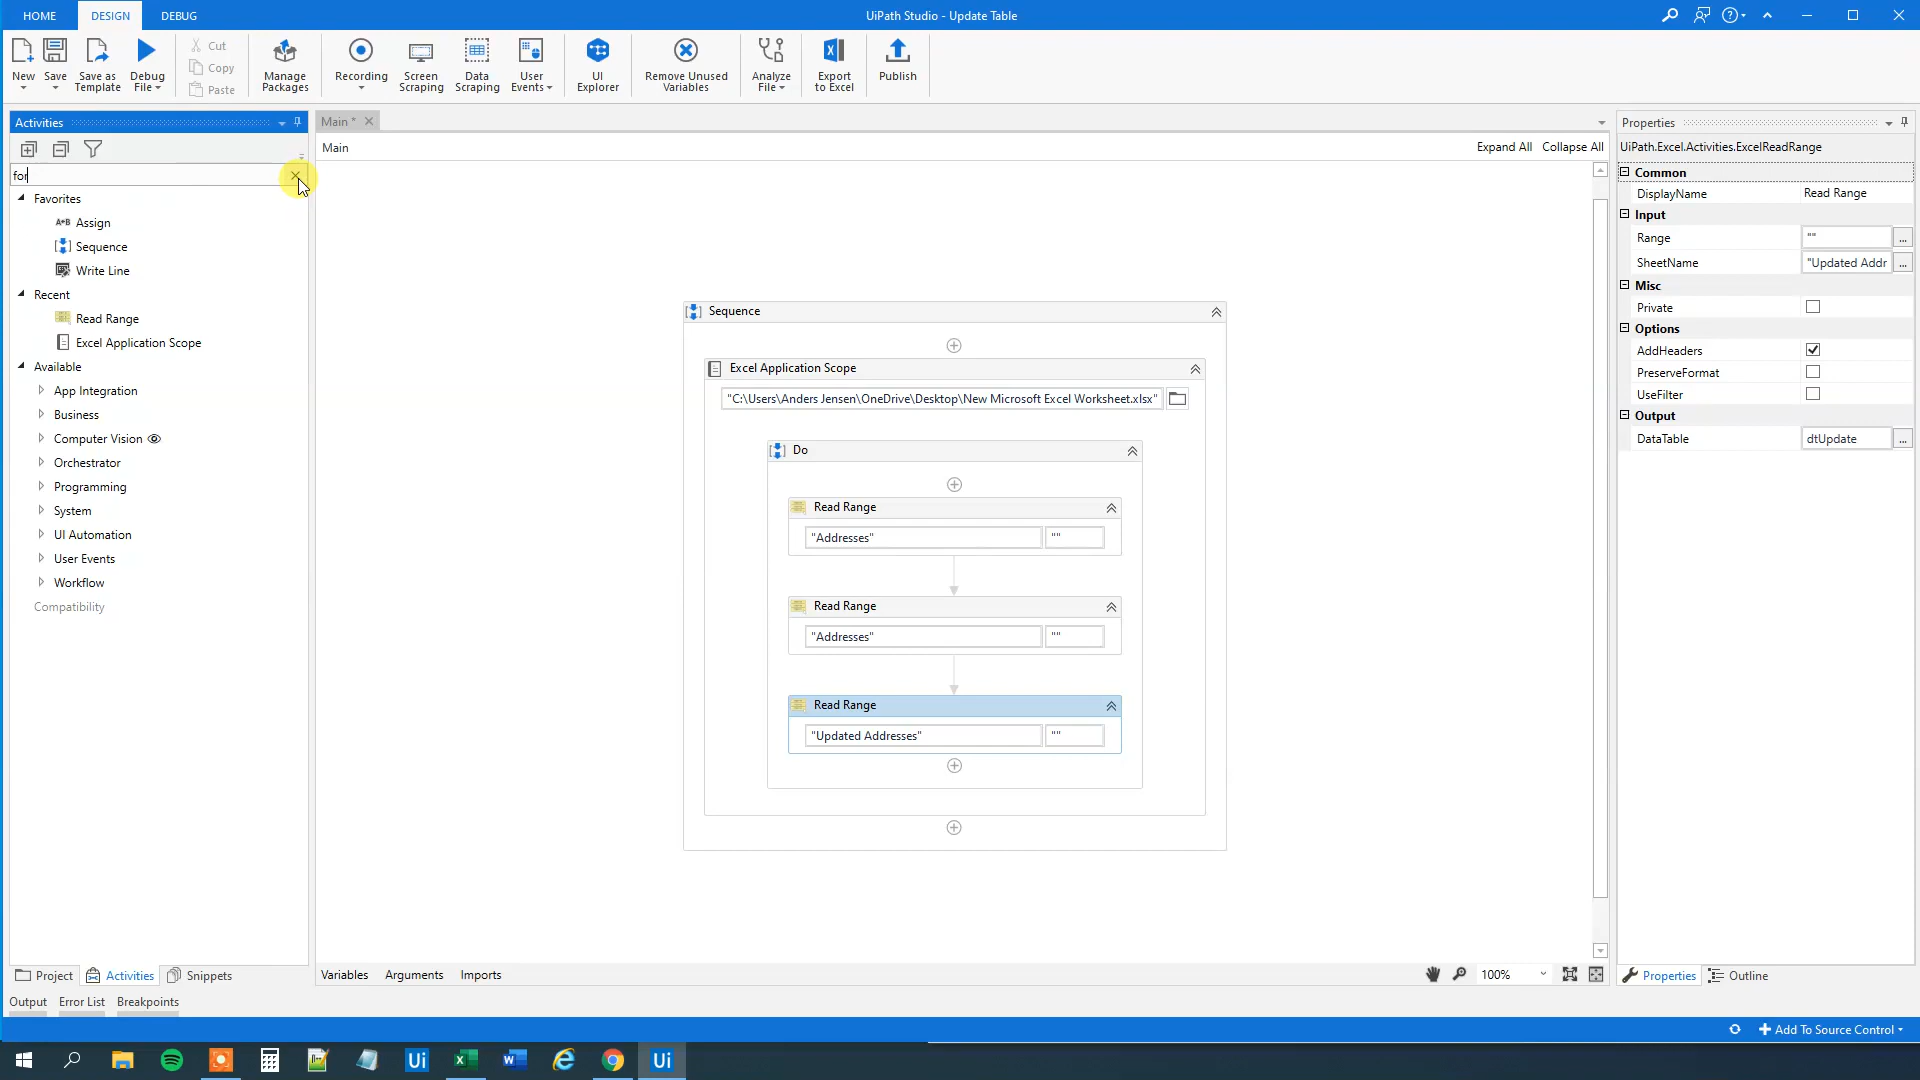 HOME DESIGN DEBUG UiPath Studio - Update Table
New Save Save as Template Debug File Cut Copy Paste Manage Packages Recording Screen Scraping Data Scraping User Events UI Explorer Remove Unused Variables Analyze File Export to Excel Publish
Activities
for
Favorites
A+B Assign
Sequence
Write Line
Recent
Read Range
Excel Application Scope
Available
App Integration
Business
Computer Vision
Orchestrator
Programming
System
UI Automation
User Events
Workflow
Compatibility
Project Activities Snippets
Main *
Main Expand All Collapse All
Sequence
Excel Application Scope
"C:\Users\Anders Jensen\OneDrive\Desktop\New Microsoft Excel Worksheet.xlsx"
Do
Read Range
"Addresses" ""
Read Range
"Addresses" ""
Read Range
"Updated Addresses" ""
Variables Arguments Imports 100%
Properties
UiPath.Excel.Activities.ExcelReadRange
Common
DisplayName Read Range
Input
Range "" ...
SheetName "Updated Addr ...
Misc
Private
Options
AddHeaders
PreserveFormat
UseFilter
Output
DataTable dtUpdate ...
Properties Outline
Output Error List Breakpoints
Add To Source Control
Ui Ui